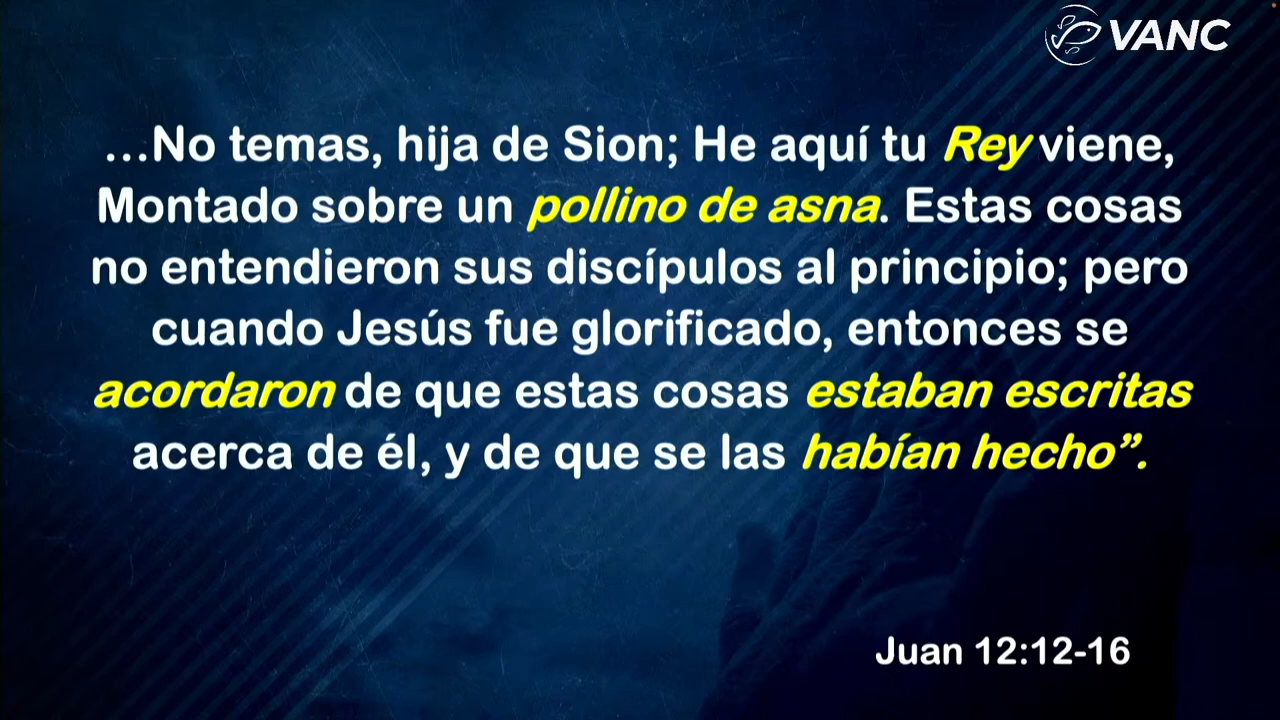 VANC
…No temas, hija de Sion; He aquí tu Rey viene,
Montado sobre un pollino de asna. Estas cosas
no entendieron sus discípulos al principio; pero
cuando Jesús fue glorificado, entonces se
acordaron de que estas cosas estaban escritas
acerca de él, y de que se las habían hecho”.
Juan 12:12-16